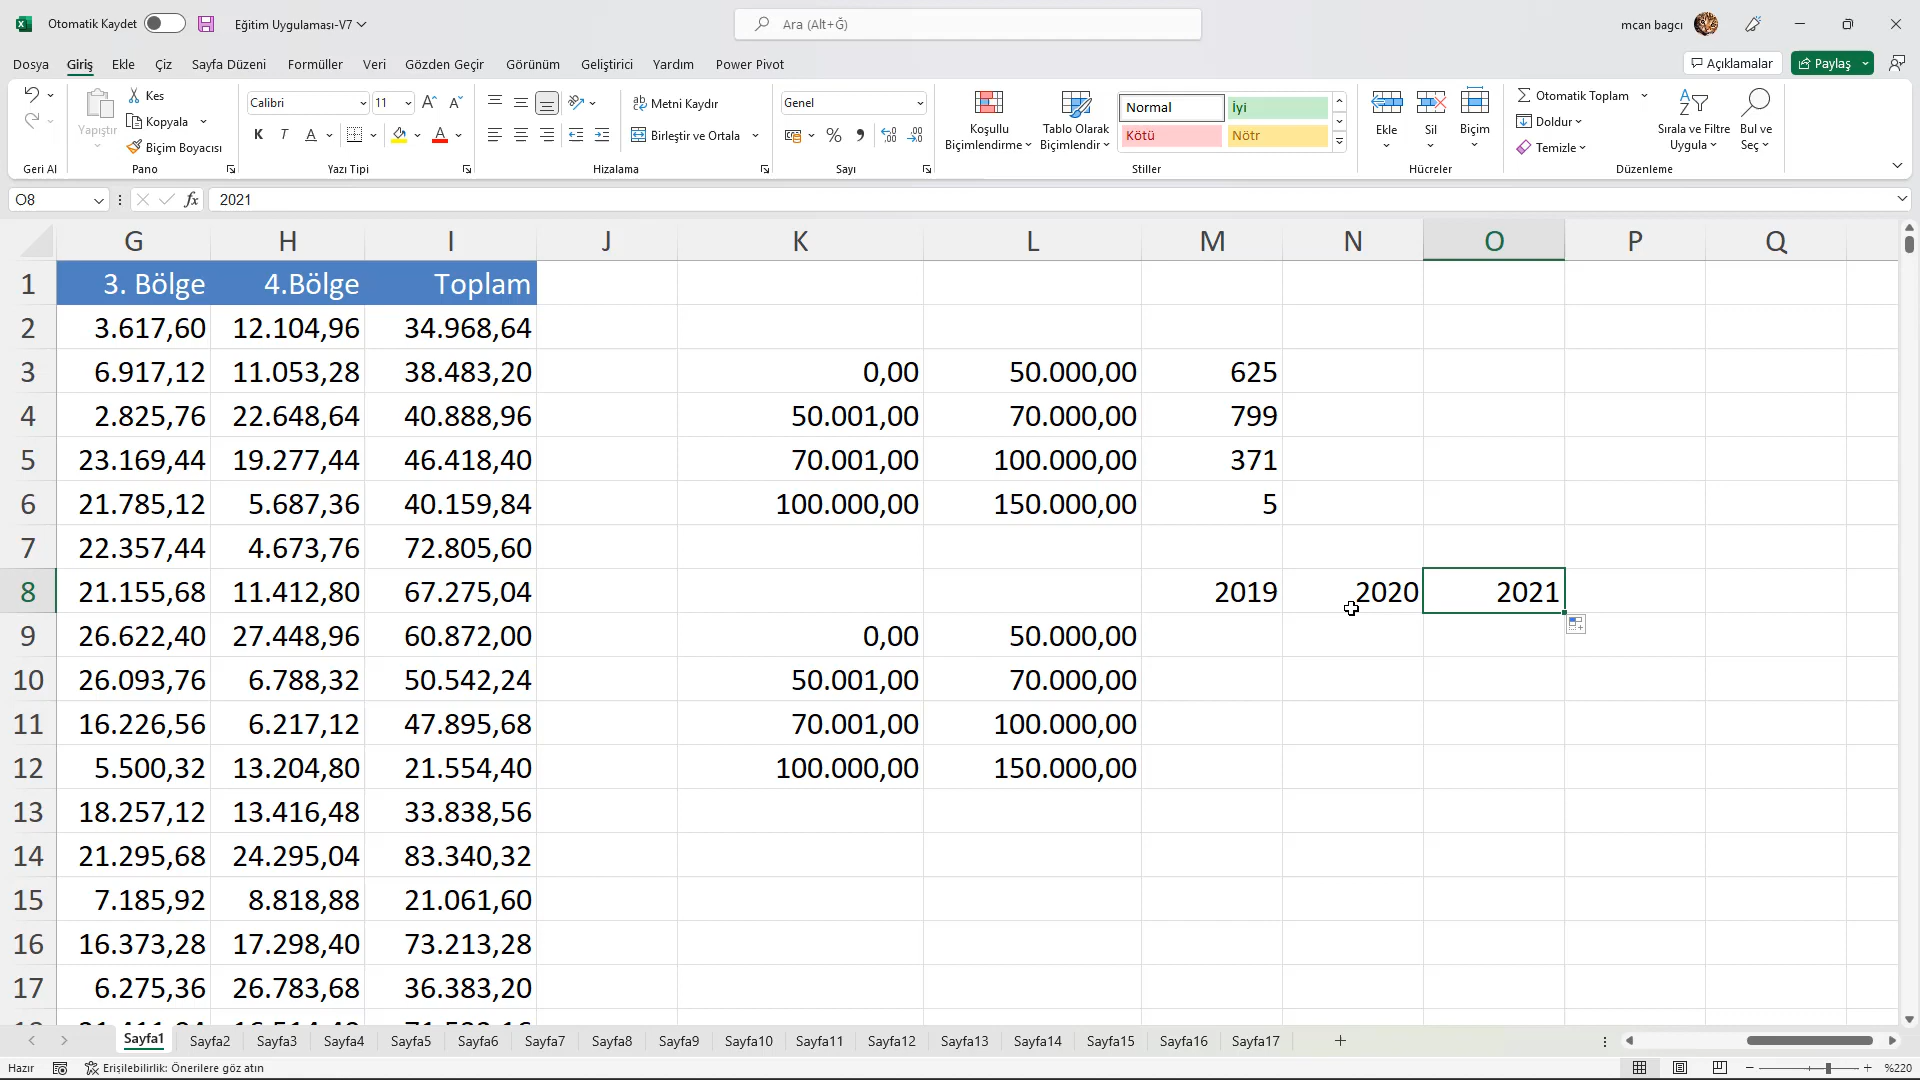 Otomatik Kaydet
Eğitim Uygulaması-V7
Ara (Alt+Ğ)
mcan bagcı
Dosya Giriş Ekle Çiz Sayfa Düzeni Formüller Veri Gözden Geçir Görünüm Geliştirici Yardım Power Pivot
Açıklamalar
Paylaş
Kes
Kopyala
Biçim Boyacısı
Yapıştır
Calibri 11
Metni Kaydır
Birleştir ve Ortala
Genel
Koşullu
Biçimlendirme
Tablo Olarak
Biçimlendir
Normal İyi
Kötü Nötr
Ekle Sil Biçim
Otomatik Toplam
Doldur
Temizle
Sırala ve Filtre
Uygula
Bul ve
Seç
Geri Al Pano Yazı Tipi Hizalama Sayı Stiller Hücreler Düzenleme
O8 fx 2021
G H I J K L M N O P Q
1 3. Bölge 4.Bölge Toplam
2 3.617,60 12.104,96 34.968,64
3 6.917,12 11.053,28 38.483,20 0,00 50.000,00 625
4 2.825,76 22.648,64 40.888,96 50.001,00 70.000,00 799
5 23.169,44 19.277,44 46.418,40 70.001,00 100.000,00 371
6 21.785,12 5.687,36 40.159,84 100.000,00 150.000,00 5
7 22.357,44 4.673,76 72.805,60
8 21.155,68 11.412,80 67.275,04 2019 2020 2021
9 26.622,40 27.448,96 60.872,00 0,00 50.000,00
10 26.093,76 6.788,32 50.542,24 50.001,00 70.000,00
11 16.226,56 6.217,12 47.895,68 70.001,00 100.000,00
12 5.500,32 13.204,80 21.554,40 100.000,00 150.000,00
13 18.257,12 13.416,48 33.838,56
14 21.295,68 24.295,04 83.340,32
15 7.185,92 8.818,88 21.061,60
16 16.373,28 17.298,40 73.213,28
17 6.275,36 26.783,68 36.383,20
Sayfa1 Sayfa2 Sayfa3 Sayfa4 Sayfa5 Sayfa6 Sayfa7 Sayfa8 Sayfa9 Sayfa10 Sayfa11 Sayfa12 Sayfa13 Sayfa14 Sayfa15 Sayfa16 Sayfa17
Hazır Erişilebilirlik: Önerilere göz atın %220